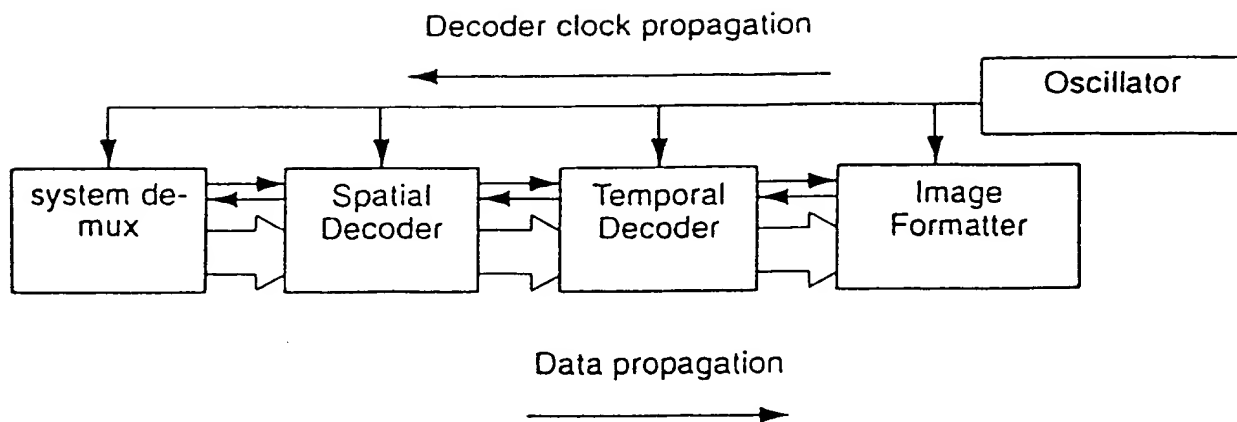 Decoder clock propagation
Oscillator
system de-
mux
Spatial
Decoder
Temporal
Decoder
Image
Formatter
Data propagation